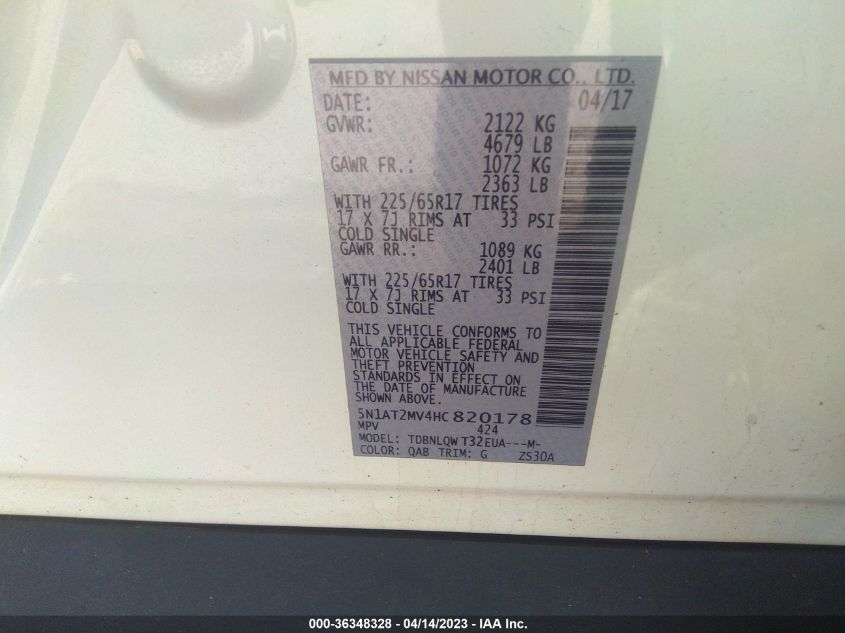 MFD BY NISSAN MOTOR CO., LTD.
DATE: 04/17
GVWR: 2122 KG
4679 LB
GAWR FR.: 1072 KG
2363 LB
WITH 225/65R17 TIRES
17 X 7J RIMS AT 33 PSI
COLD SINGLE
GAWR RR.: 1089 KG
2401 LB
WITH 225/65R17 TIRES
17 X 7J RIMS AT 33 PSI
COLD SINGLE
THIS VEHICLE CONFORMS TO
ALL APPLICABLE FEDERAL
MOTOR VEHICLE SAFETY AND
THEFT PREVENTION
STANDARDS IN EFFECT ON
THE DATE OF MANUFACTURE
SHOWN ABOVE.
5N1AT2MV4HC820178
MPV 424
MODEL: TDBNLQW T32EUA---M-
COLOR: QAB TRIM: G ZS30A
000-36348328 - 04/14/2023 - IAA Inc.